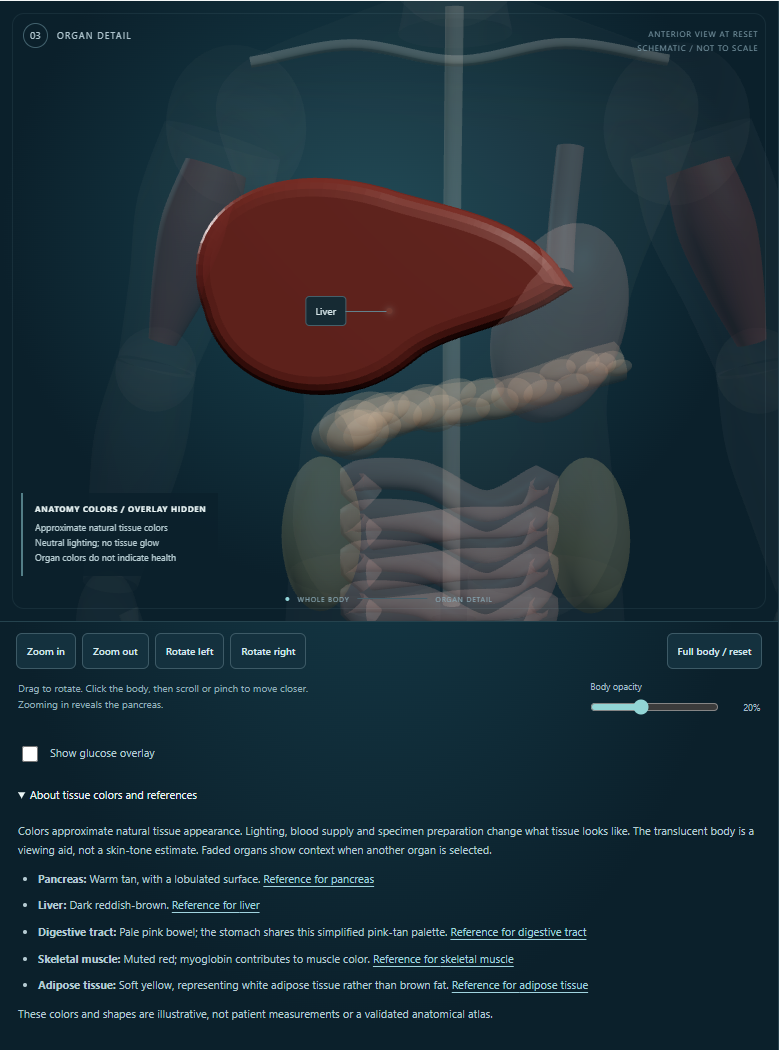 03 ORGAN DETAIL
ANTERIOR VIEW AT RESET
SCHEMATIC / NOT TO SCALE
Liver
ANATOMY COLORS / OVERLAY HIDDEN
Approximate natural tissue colors
Neutral lighting; no tissue glow
Organ colors do not indicate health
WHOLE BODY
ORGAN DETAIL
Zoom in
Zoom out
Rotate left
Rotate right
Full body / reset
Drag to rotate. Click the body, then scroll or pinch to move closer.
Zooming in reveals the pancreas.
Body opacity
20%
Show glucose overlay
▼ About tissue colors and references
Colors approximate natural tissue appearance. Lighting, blood supply and specimen preparation change what tissue looks like. The translucent body is a
viewing aid, not a skin-tone estimate. Faded organs show context when another organ is selected.
• Pancreas: Warm tan, with a lobulated surface. Reference for pancreas
• Liver: Dark reddish-brown. Reference for liver
• Digestive tract: Pale pink bowel; the stomach shares this simplified pink-tan palette. Reference for digestive tract
• Skeletal muscle: Muted red; myoglobin contributes to muscle color. Reference for skeletal muscle
• Adipose tissue: Soft yellow, representing white adipose tissue rather than brown fat. Reference for adipose tissue
These colors and shapes are illustrative, not patient measurements or a validated anatomical atlas.